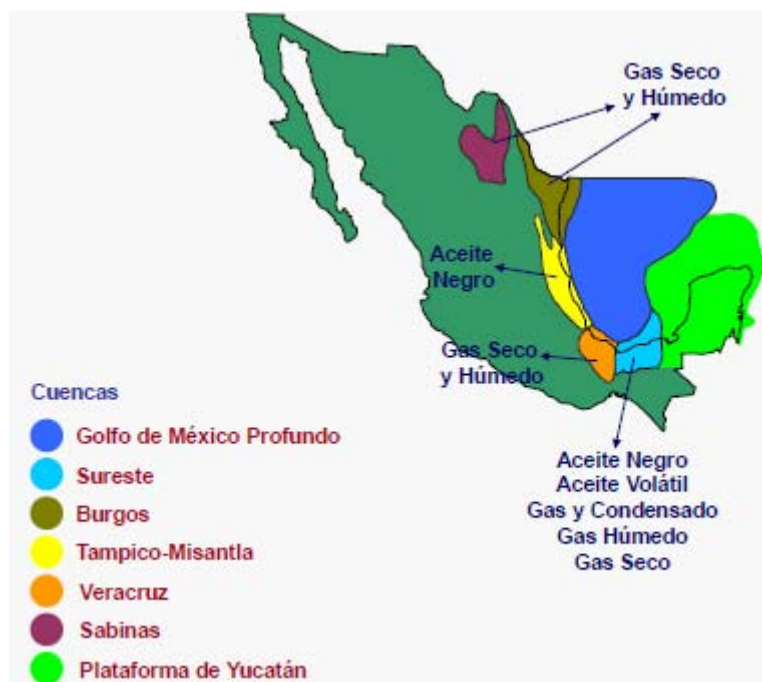 Gas Seco
y Húmedo
Aceite
Negro
Gas Seco
y Húmedo
Aceite Negro
Aceite Volátil
Gas y Condensado
Gas Húmedo
Gas Seco
Cuencas
Golfo de México Profundo
Sureste
Burgos
Tampico-Misantla
Veracruz
Sabinas
Plataforma de Yucatán